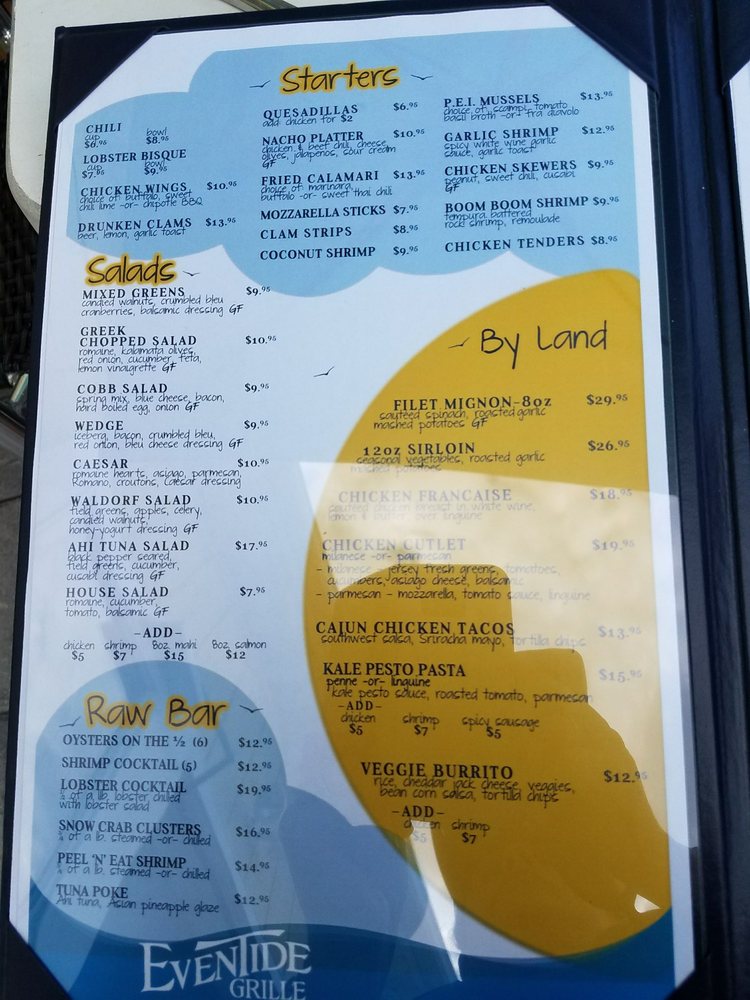 Starters
CHILI
cup bowl
$6.95 $8.95
LOBSTER BISQUE
cup bowl
$7.95 $9.95
CHICKEN WINGS $10.95
choice of buffalo, sweet
chili lime -or- chipotle BBQ
DRUNKEN CLAMS $13.95
beer, lemon, garlic toast
QUESADILLAS $6.95
add chicken for $2
NACHO PLATTER $10.95
chicken & beef chili, cheese,
olives, jalapenos, sour cream
GF
FRIED CALAMARI $13.95
choice of marinara,
buffalo -or- sweet thai chili
MOZZARELLA STICKS $7.95
CLAM STRIPS $8.95
COCONUT SHRIMP $9.95
P.E.I. MUSSELS $13.95
choice of: scampi, tomato
basil broth -or- fra diavolo
GARLIC SHRIMP $12.95
spicy white wine garlic
sauce, garlic toast
CHICKEN SKEWERS $9.95
peanut, sweet chili, cusabi
GF
BOOM BOOM SHRIMP $9.95
tempura battered
rock shrimp, remoulade
CHICKEN TENDERS $8.95
Salads
MIXED GREENS $9.95
candied walnuts, crumbled bleu
cranberries, balsamic dressing GF
GREEK
CHOPPED SALAD $10.95
romaine, kalamata olives,
red onion, cucumber, feta,
lemon vinaigrette GF
COBB SALAD $9.95
spring mix, blue cheese, bacon,
hard boiled egg, onion GF
WEDGE $9.95
iceberg, bacon, crumbled bleu,
red onion, bleu cheese dressing GF
CAESAR $10.95
romaine hearts, asiago, parmesan,
Romano, croutons, caesar dressing
WALDORF SALAD $10.95
field greens, apples, celery,
candied walnuts,
honey-yogurt dressing GF
AHI TUNA SALAD $17.95
black pepper seared,
field greens, cucumber,
cusabi dressing GF
HOUSE SALAD $7.95
romaine, cucumber,
tomato, balsamic GF
-ADD-
chicken shrimp 8oz. mahi 8oz. salmon
$5 $7 $15 $12
Raw Bar
OYSTERS ON THE ½ (6) $12.95
SHRIMP COCKTAIL (5) $12.95
LOBSTER COCKTAIL $19.95
of a lb. lobster, chilled
with lobster salad
SNOW CRAB CLUSTERS $16.95
of a lb. steamed -or- chilled
PEEL 'N' EAT SHRIMP $14.95
of a lb. steamed -or- chilled
TUNA POKE $12.95
Ahi tuna, Asian pineapple glaze
By Land
FILET MIGNON-8oz $29.95
sauteed spinach, roasted garlic
mashed potatoes GF
12oz SIRLOIN $26.95
seasonal vegetables, roasted garlic
mashed potatoes
CHICKEN FRANCAISE $18.95
sauteed chicken breast in white wine,
lemon & butter, over linguine
CHICKEN CUTLET $19.95
milanese -or- parmesan
- milanese - jersey fresh greens, tomatoes,
cucumbers, asiago cheese, balsamic
- parmesan - mozzarella, tomato sauce, linguine
CAJUN CHICKEN TACOS $13.95
southwest salsa, Sriracha mayo, tortilla chips
KALE PESTO PASTA $15.95
penne -or- linguine
kale pesto sauce, roasted tomato, parmesan
-ADD-
chicken shrimp spicy sausage
$5 $7 $5
VEGGIE BURRITO $12.95
rice, cheddar jack cheese, veggies,
bean corn salsa, tortilla chips
-ADD-
chicken shrimp
$5 $7
EVENTIDE
GRILLE